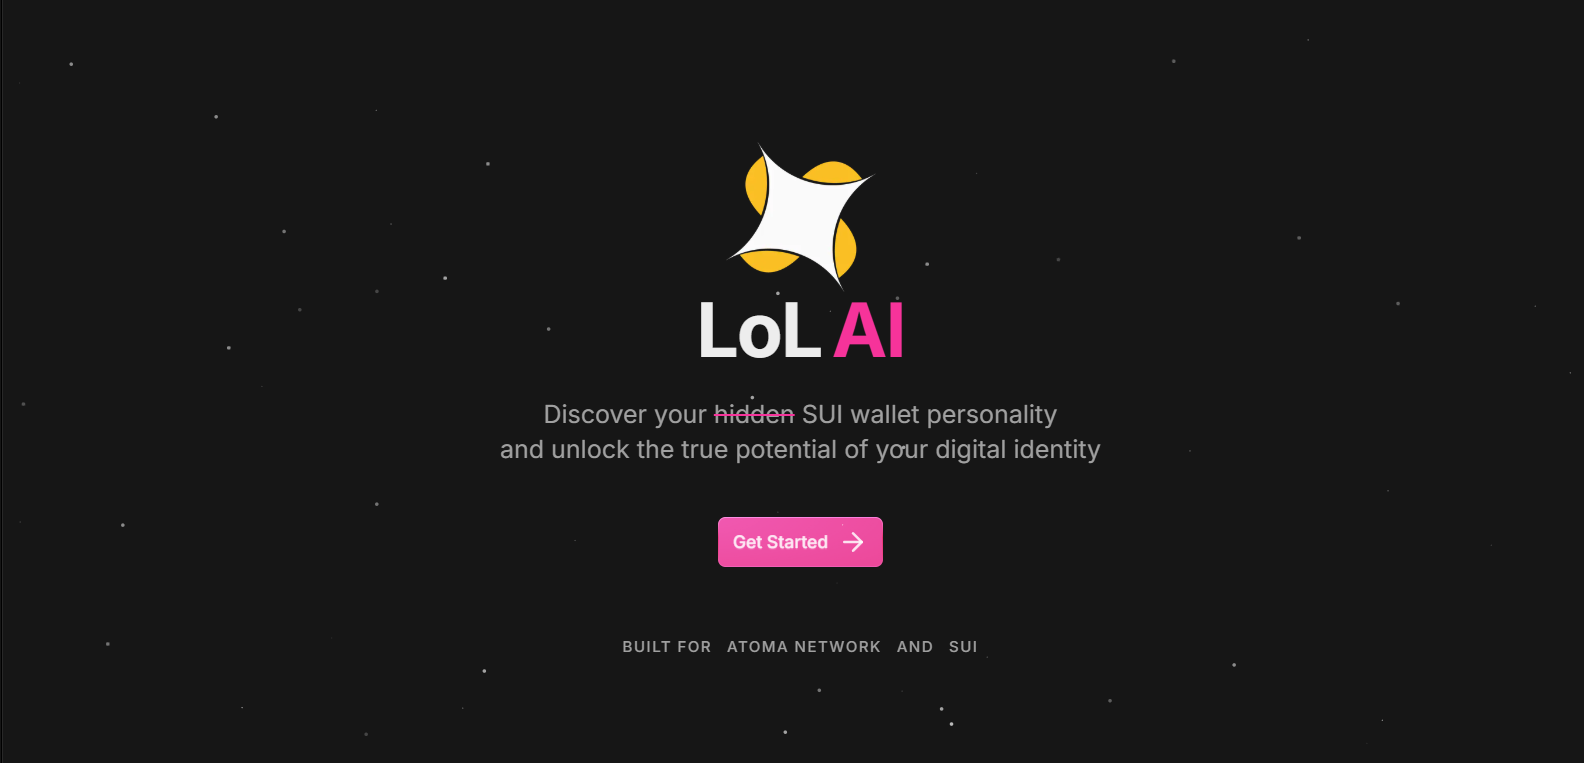 LoL AI
Discover your hidden SUI wallet personality
and unlock the true potential of your digital identity
Get Started
BUILT FOR ATOMA NETWORK AND SUI